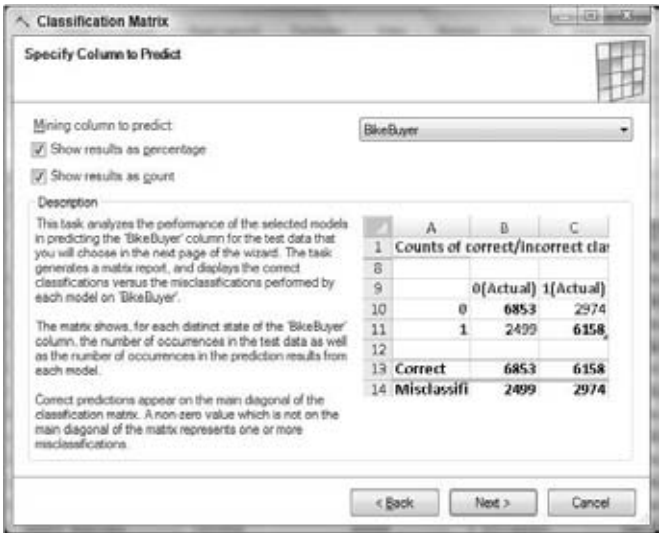 Classification Matrix
Specify Column to Predict
Mining column to predict
BikeBuyer
Show results as percentage
Show results as count
Description
This task analyzes the performance of the selected models
in predicting the 'BikeBuyer' column for the test data that
you will choose in the next page of the wizard. The task
generates a matrix report, and displays the correct
classifications versus the misclassifications performed by
each model on 'BikeBuyer'.
The matrix shows, for each distinct state of the 'BikeBuyer'
column, the number of occurrences in the test data as well
as the number of occurrences in the prediction results from
each model.
Correct predictions appear on the main diagonal of the
classification matrix. A non-zero value which is not on the
main diagonal of the matrix represents one or more
misclassifications.
A B C
1 Counts of correct/incorrect clas
8
9 0(Actual) 1(Actual)
10 0 6853 2974
11 1 2499 6158
12
13 Correct 6853 6158
14 Misclassifi 2499 2974
< Back
Next >
Cancel